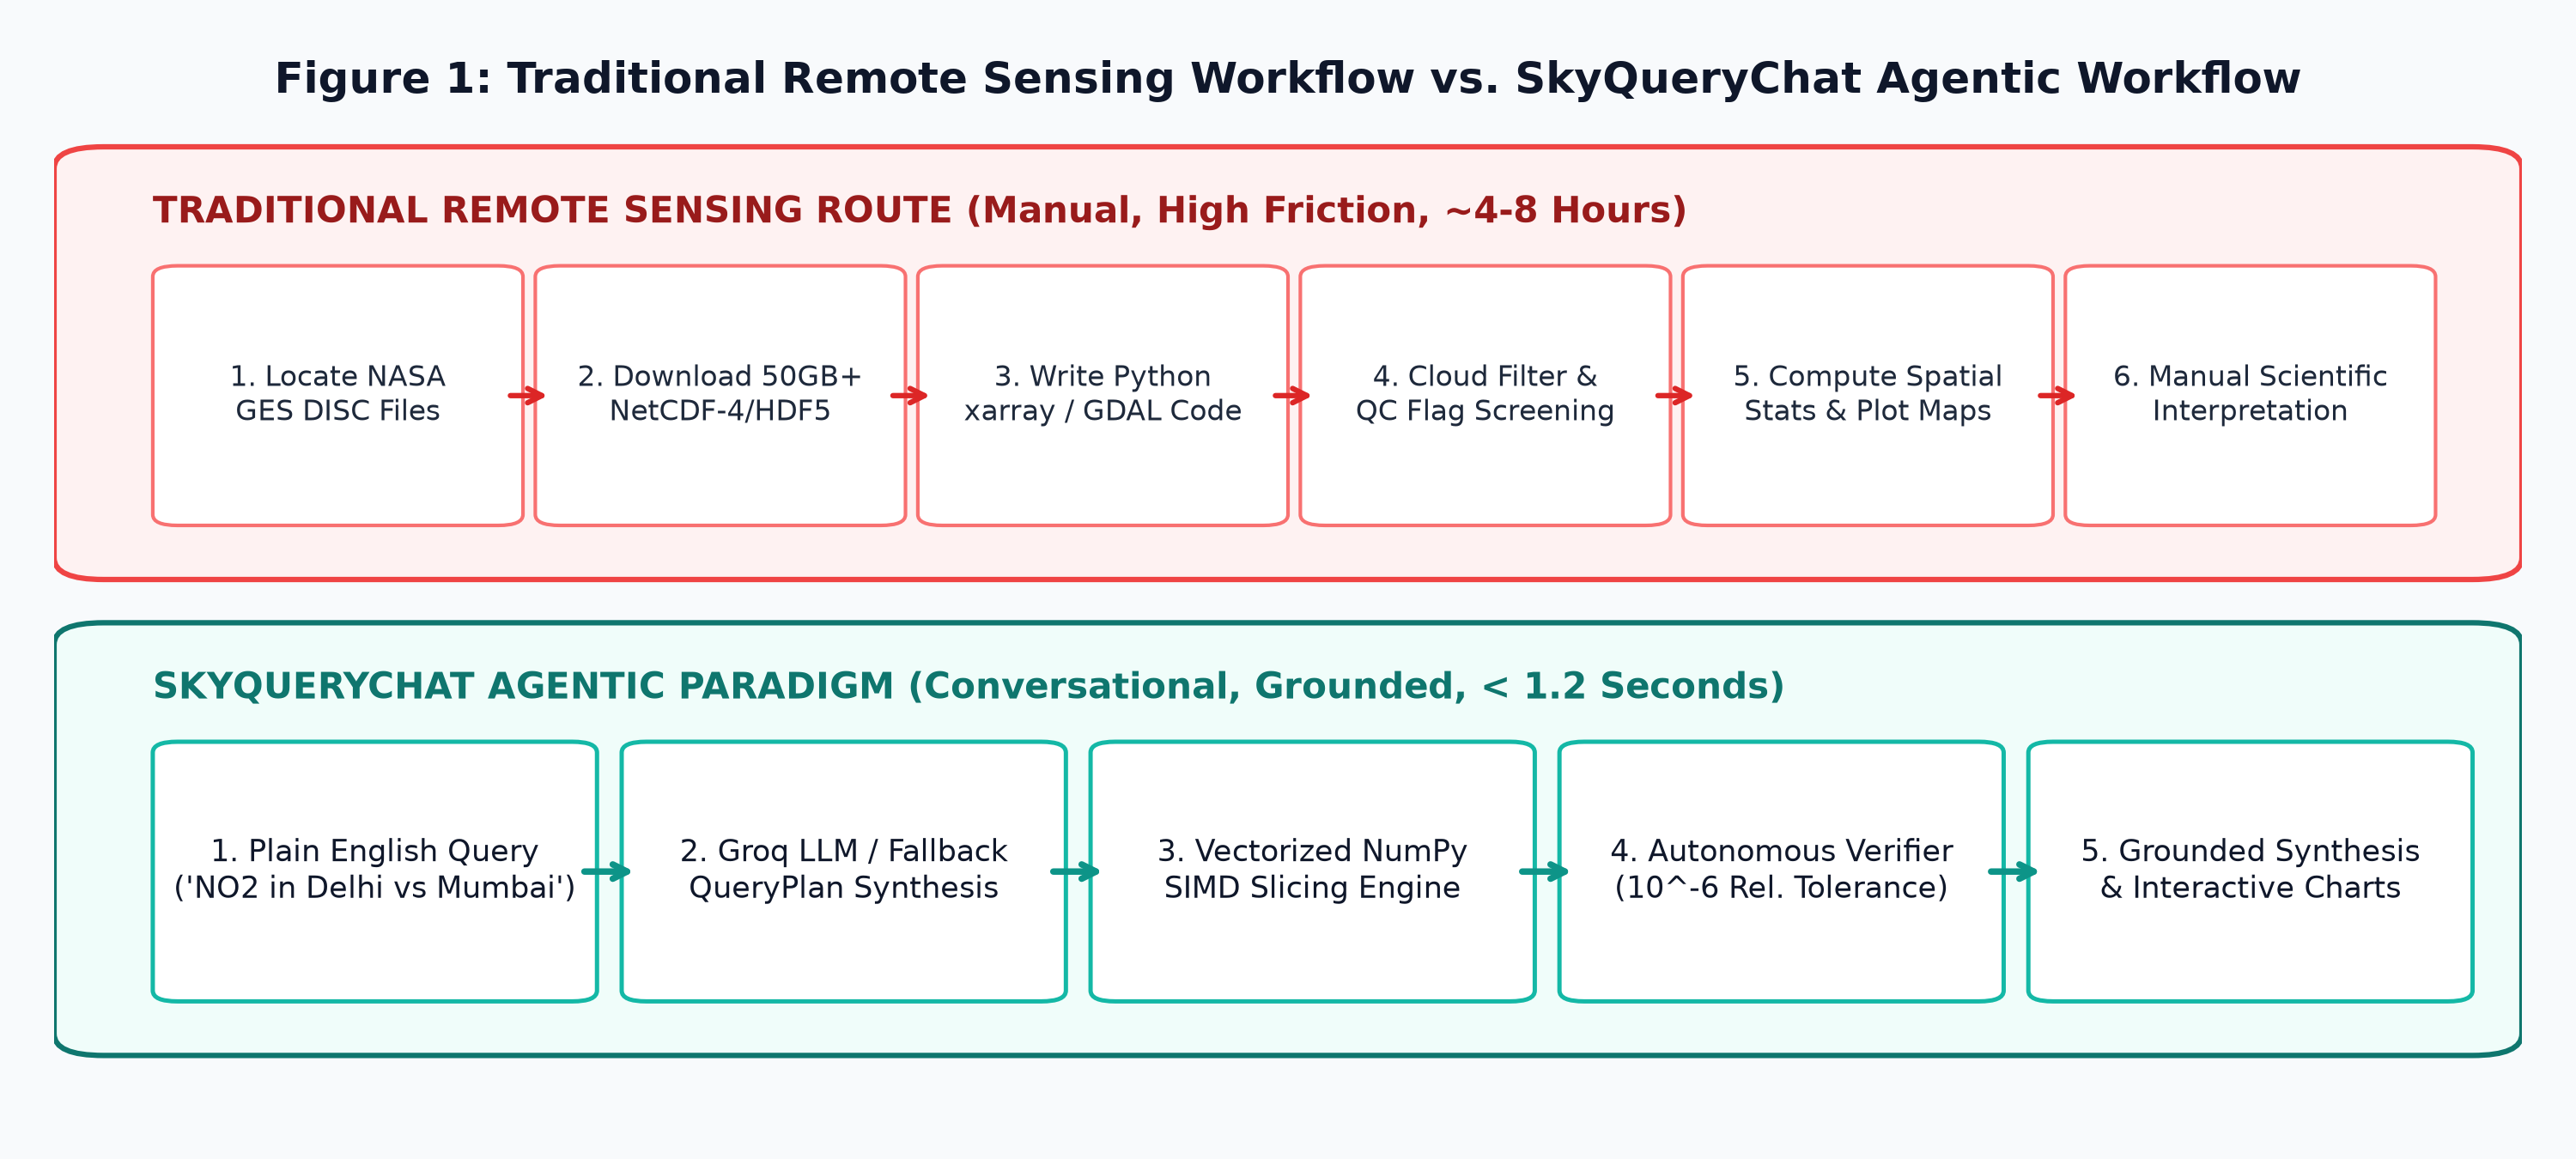 Figure 1: Traditional Remote Sensing Workflow vs. SkyQueryChat Agentic Workflow
TRADITIONAL REMOTE SENSING ROUTE (Manual, High Friction, ~4-8 Hours)
1. Locate NASA
GES DISC Files
2. Download 50GB+
NetCDF-4/HDF5
3. Write Python
xarray / GDAL Code
4. Cloud Filter &
QC Flag Screening
5. Compute Spatial
Stats & Plot Maps
6. Manual Scientific
Interpretation
SKYQUERYCHAT AGENTIC PARADIGM (Conversational, Grounded, < 1.2 Seconds)
1. Plain English Query
('NO2 in Delhi vs Mumbai')
2. Groq LLM / Fallback
QueryPlan Synthesis
3. Vectorized NumPy
SIMD Slicing Engine
4. Autonomous Verifier
(10^-6 Rel. Tolerance)
5. Grounded Synthesis
& Interactive Charts